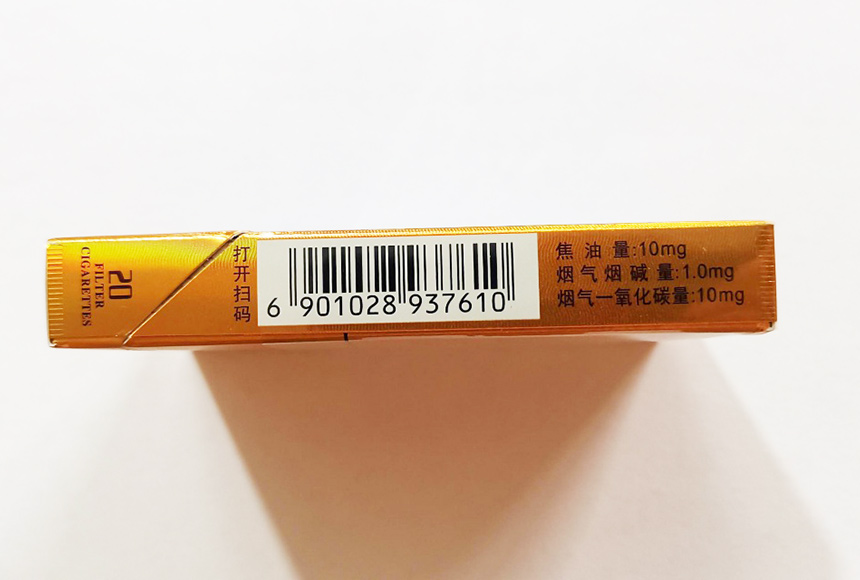 20
FILTER
CIGARETTES
打开扫码
6 901028 937610
焦油量:10mg
烟气烟碱量:1.0mg
烟气一氧化碳量:10mg